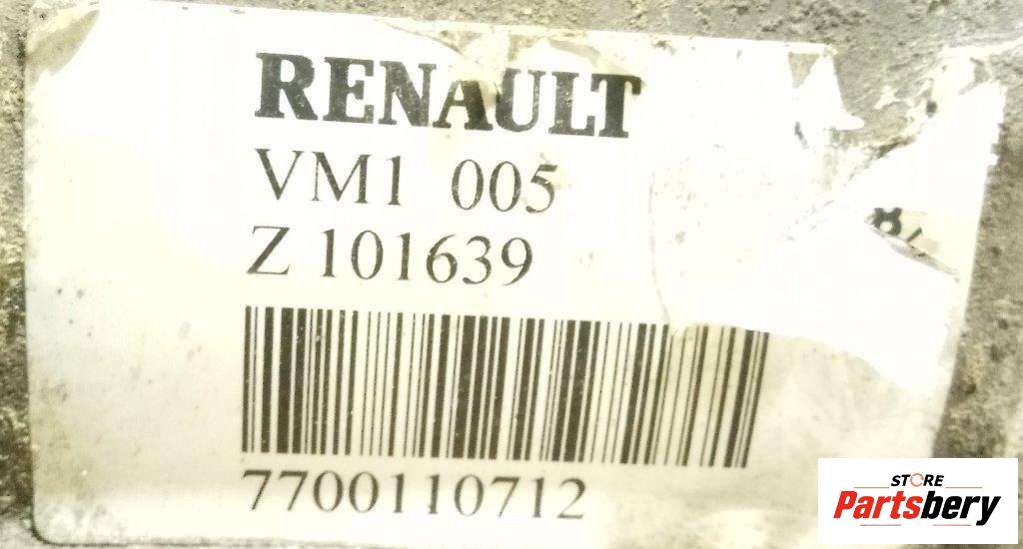 RENAULT
VM1 005
Z 101639
7700110712
STORE
Partsbery